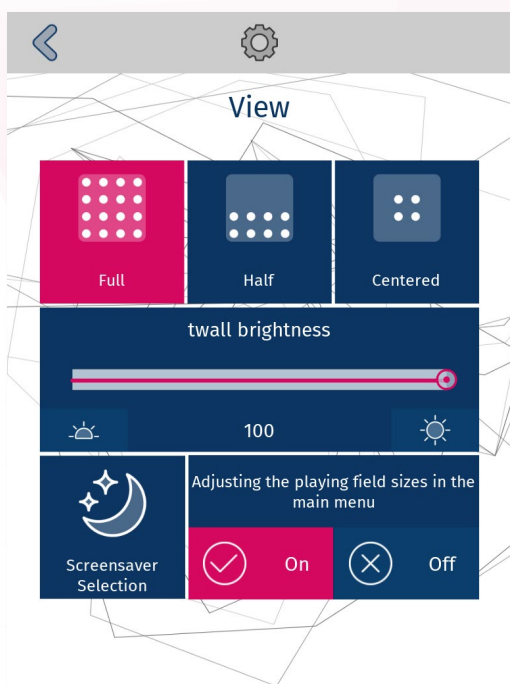 View
Full
Half
Centered
twall brightness
100
Adjusting the playing field sizes in the
main menu
Screensaver
Selection
On
Off